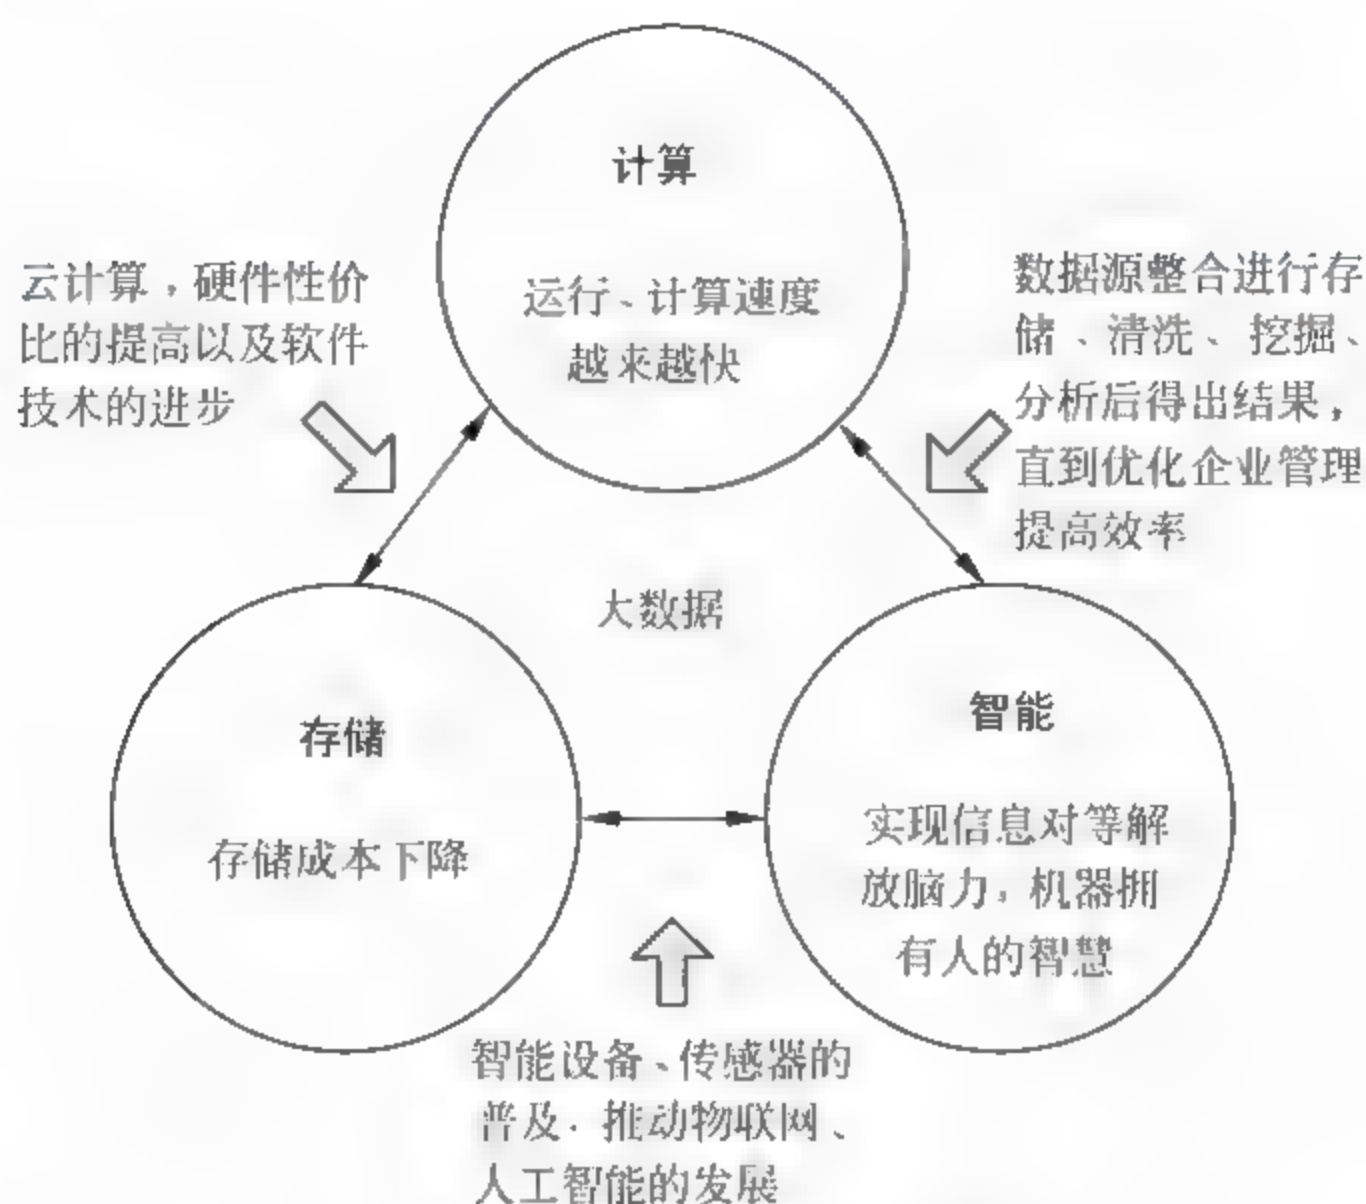 计算
运行、计算速度
越来越快
云计算，硬件性价
比的提高以及软件
技术的进步
数据源整合进行存
储、清洗、挖掘、
分析后得出结果，
直到优化企业管理
提高效率
大数据
存储
存储成本下降
智能
实现信息对等解
放脑力，机器拥
有人的智慧
智能设备、传感器的
普及，推动物联网、
人工智能的发展